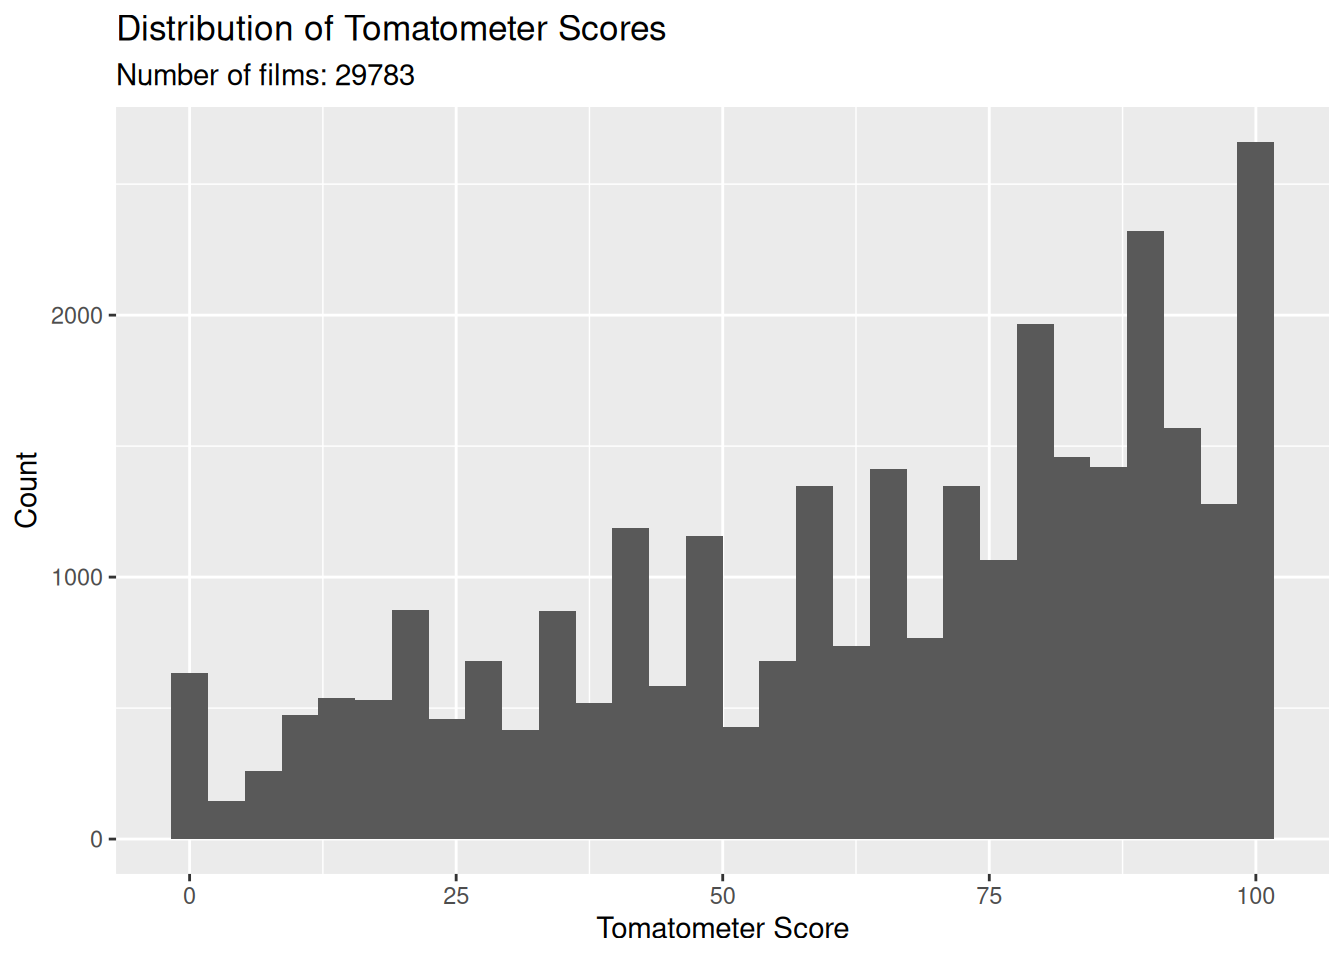 Distribution of Tomatometer Scores
Number of films: 29783
2000
1000
0
Count
0 25 50 75 100
Tomatometer Score